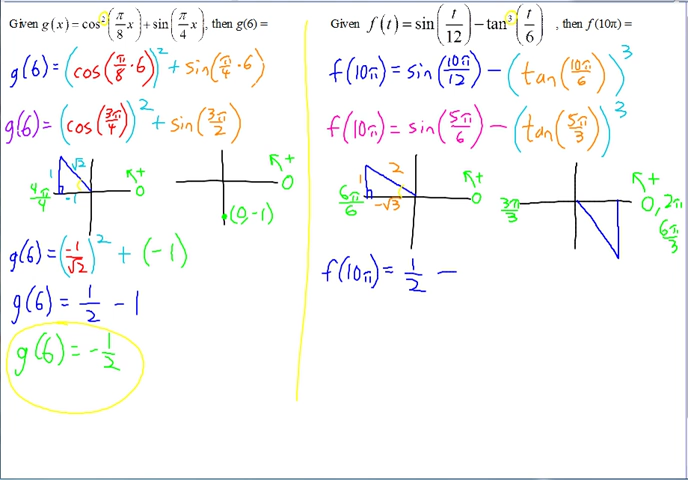 Given g(x) = cos²(π/8 x) + sin(π/4 x), then g(6) =
g(6) = (cos(π/8 · 6))² + sin(π/4 · 6)
g(6) = (cos(3π/4))² + sin(3π/2)
1 √2 + 4π/4 -1 0
+ 0 (0, -1)
g(6) = (-1/√2)² + (-1)
g(6) = 1/2 - 1
g(6) = -1/2
Given f(t) = sin(t/12) - tan³(t/6) , then f(10π) =
f(10π) = sin(10π/12) - (tan(10π/6))³
f(10π) = sin(5π/6) - (tan(5π/3))³
1 2 + 6π/6 -√3 0
+ 3π/3 0, 2π 6π/3
f(10π) = 1/2 -